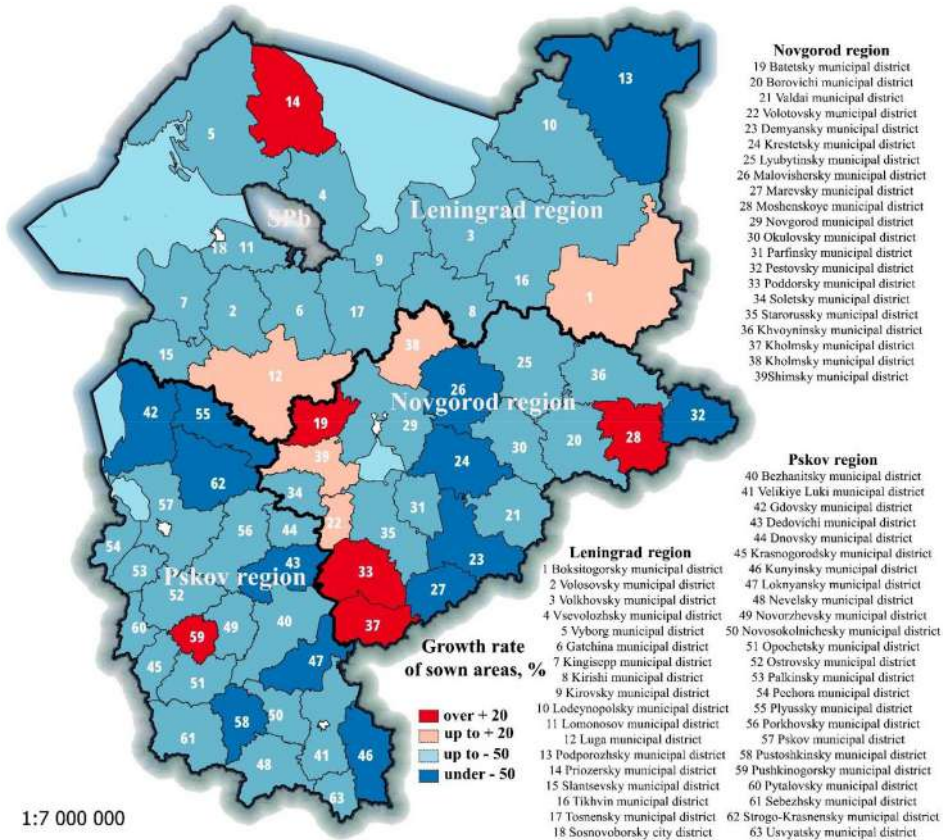 13
14
10
5
4
SPb
Leningrad region
18
11
3
9
16
1
7
2
6
17
8
15
12
38
25
36
42
55
26
Novgorod region
19
29
28
32
24
30
20
39
62
57
34
56
44
22
31
21
35
54
43
23
53
Pskov region
33
27
52
49
40
60
59
37
45
51
47
58
50
61
48
41
46
63
Growth rate
of sown areas, %
over + 20
up to + 20
up to - 50
under - 50
1:7 000 000
Novgorod region
19 Batetsky municipal district
20 Borovichi municipal district
21 Valdai municipal district
22 Volotovsky municipal district
23 Demyansky municipal district
24 Krestetsky municipal district
25 Lyubytinsky municipal district
26 Malovishersky municipal district
27 Marevsky municipal district
28 Moshenskoye municipal district
29 Novgorod municipal district
30 Okulovsky municipal district
31 Parfinsky municipal district
32 Pestovsky municipal district
33 Poddorsky municipal district
34 Soletsky municipal district
35 Starorussky municipal district
36 Khvoyninsky municipal district
37 Kholmsky municipal district
38 Kholmsky municipal district
39Shimsky municipal district
Leningrad region
1 Boksitogorsky municipal district
2 Volosovsky municipal district
3 Volkhovsky municipal district
4 Vsevolozhsky municipal district
5 Vyborg municipal district
6 Gatchina municipal district
7 Kingisepp municipal district
8 Kirishi municipal district
9 Kirovsky municipal district
10 Lodeynopolsky municipal district
11 Lomonosov municipal district
12 Luga municipal district
13 Podporozhsky municipal district
14 Priozersky municipal district
15 Slantsevsky municipal district
16 Tikhvin municipal district
17 Tosnensky municipal district
18 Sosnovoborsky city district
Pskov region
40 Bezhanitsky municipal district
41 Velikiye Luki municipal district
42 Gdovsky municipal district
43 Dedovichi municipal district
44 Dnovsky municipal district
45 Krasnogorodsky municipal district
46 Kunyinsky municipal district
47 Loknyansky municipal district
48 Nevelsky municipal district
49 Novorzhevsky municipal district
50 Novosokolnichesky municipal district
51 Opochetsky municipal district
52 Ostrovsky municipal district
53 Palkinsky municipal district
54 Pechora municipal district
55 Plyussky municipal district
56 Porkhovsky municipal district
57 Pskov municipal district
58 Pustoshkinsky municipal district
59 Pushkinogorsky municipal district
60 Pytalovsky municipal district
61 Sebezhsky municipal district
62 Strogo-Krasnensky municipal district
63 Usvyatsky municipal district